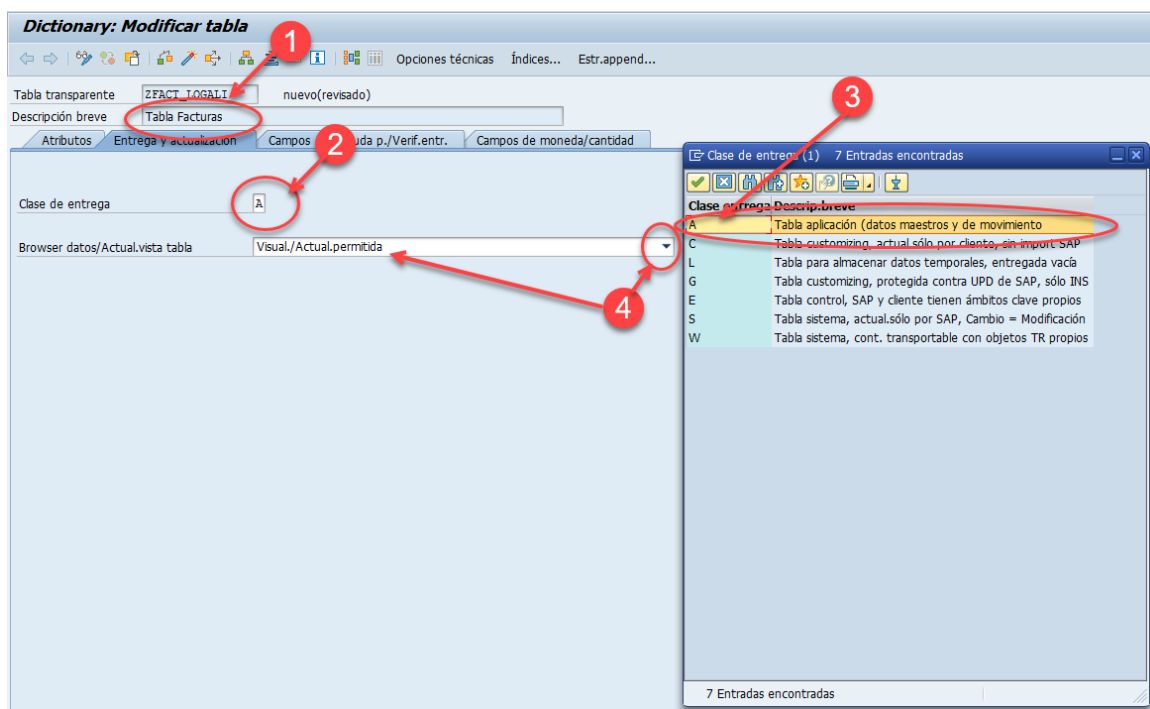 Dictionary: Modificar tabla
1
Opciones técnicas Índices... Estr.append...
Tabla transparente ZFACT_LOGALI nuevo(revisado)
Descripción breve Tabla Facturas
3
Atributos Entrega y actualización Campos uda p./Verif.entr. Campos de moneda/cantidad
2
Clase de entrega A
Browser datos/Actual.vista tabla Visual./Actual.permitida
4
Clase de entrega (1) 7 Entradas encontradas
Clase entrega Descrip.breve
A Tabla aplicación (datos maestros y de movimiento
C Tabla customizing, actual.sólo por cliente, sin import SAP
L Tabla para almacenar datos temporales, entregada vacía
G Tabla customizing, protegida contra UPD de SAP, sólo INS
E Tabla control, SAP y cliente tienen ámbitos clave propios
S Tabla sistema, actual.sólo por SAP, Cambio = Modificación
W Tabla sistema, cont. transportable con objetos TR propios
7 Entradas encontradas